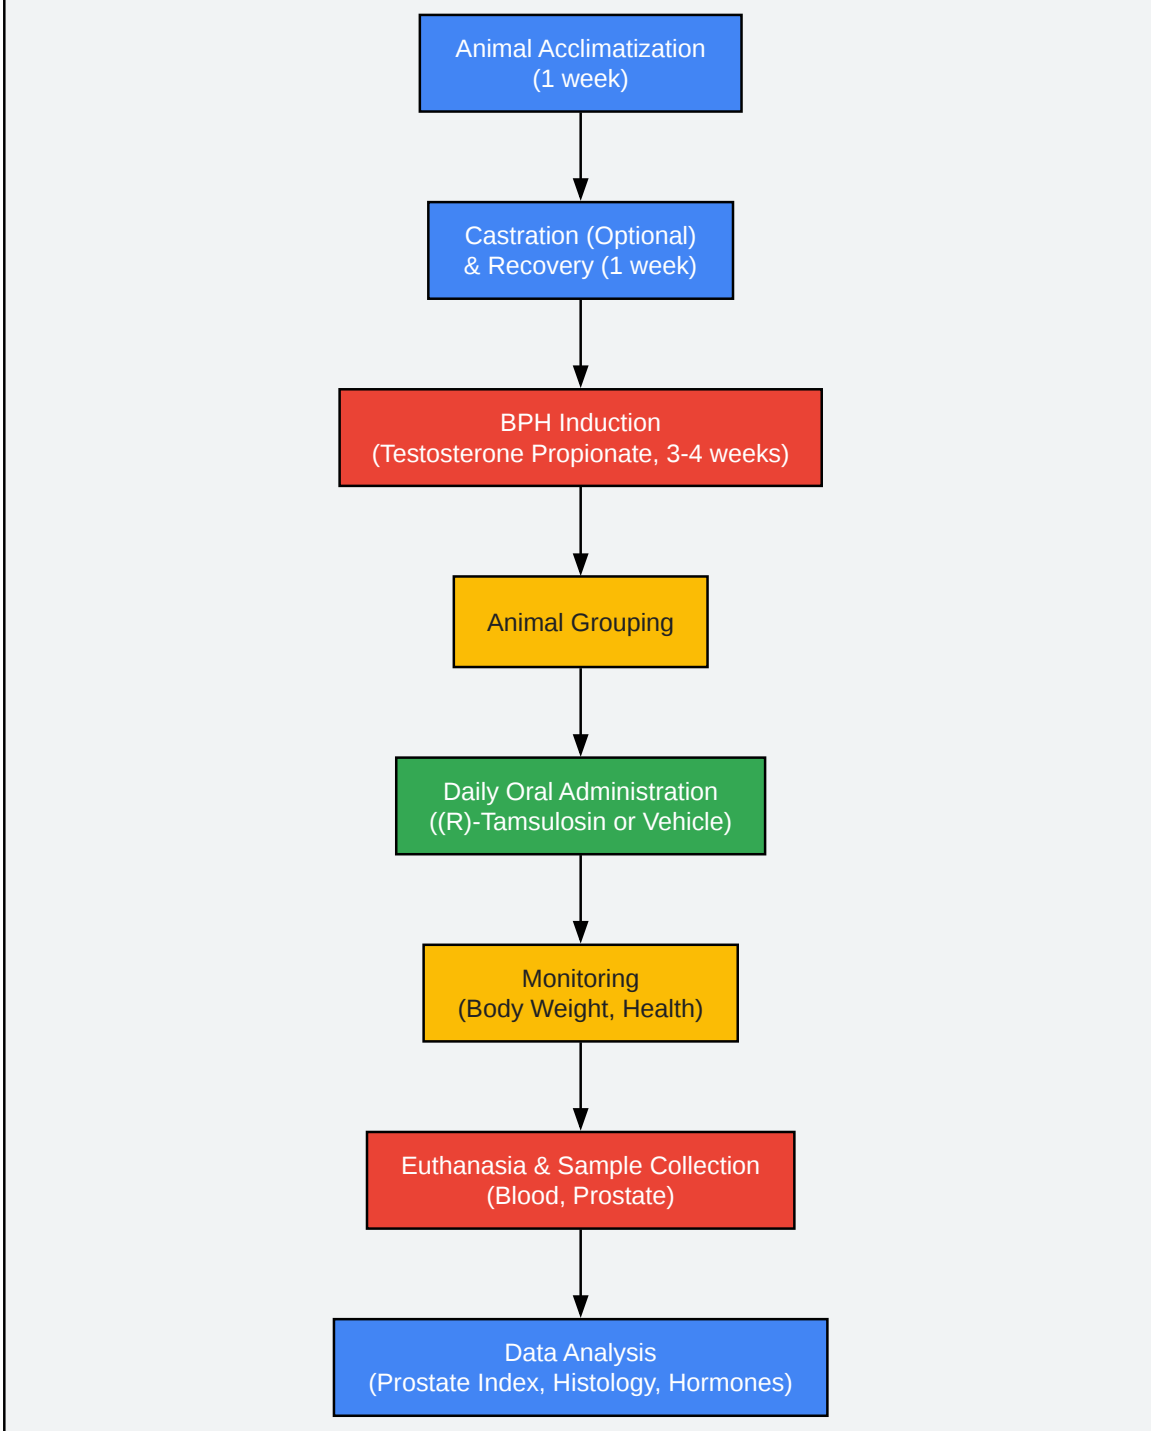 Animal Acclimatization
(1 week)
Castration (Optional)
& Recovery (1 week)
BPH Induction
(Testosterone Propionate, 3-4 weeks)
Animal Grouping
Daily Oral Administration
((R)-Tamsulosin or Vehicle)
Monitoring
(Body Weight, Health)
Euthanasia & Sample Collection
(Blood, Prostate)
Data Analysis
(Prostate Index, Histology, Hormones)